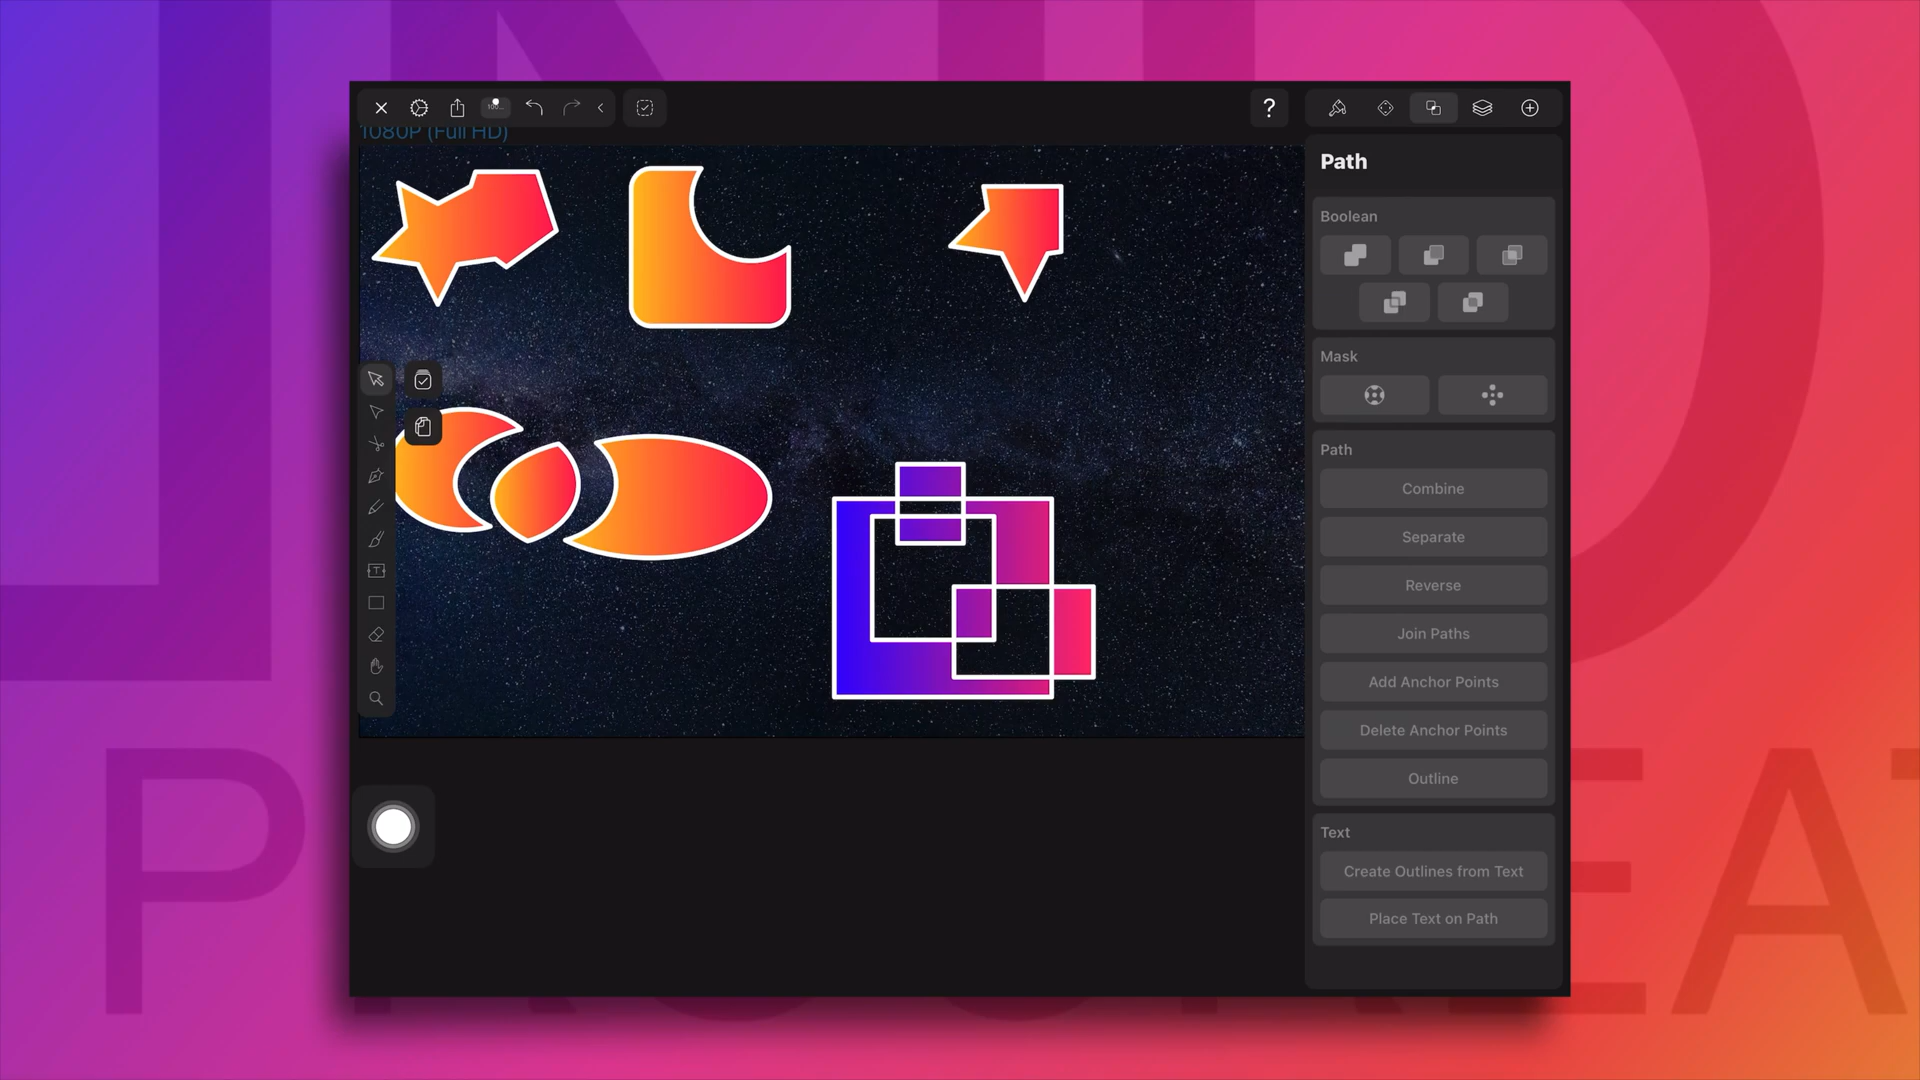 ?
1080P (Full HD)
100...
Path
Boolean
Mask
Path
Combine
Separate
Reverse
Join Paths
Add Anchor Points
Delete Anchor Points
Outline
Text
Create Outlines from Text
Place Text on Path